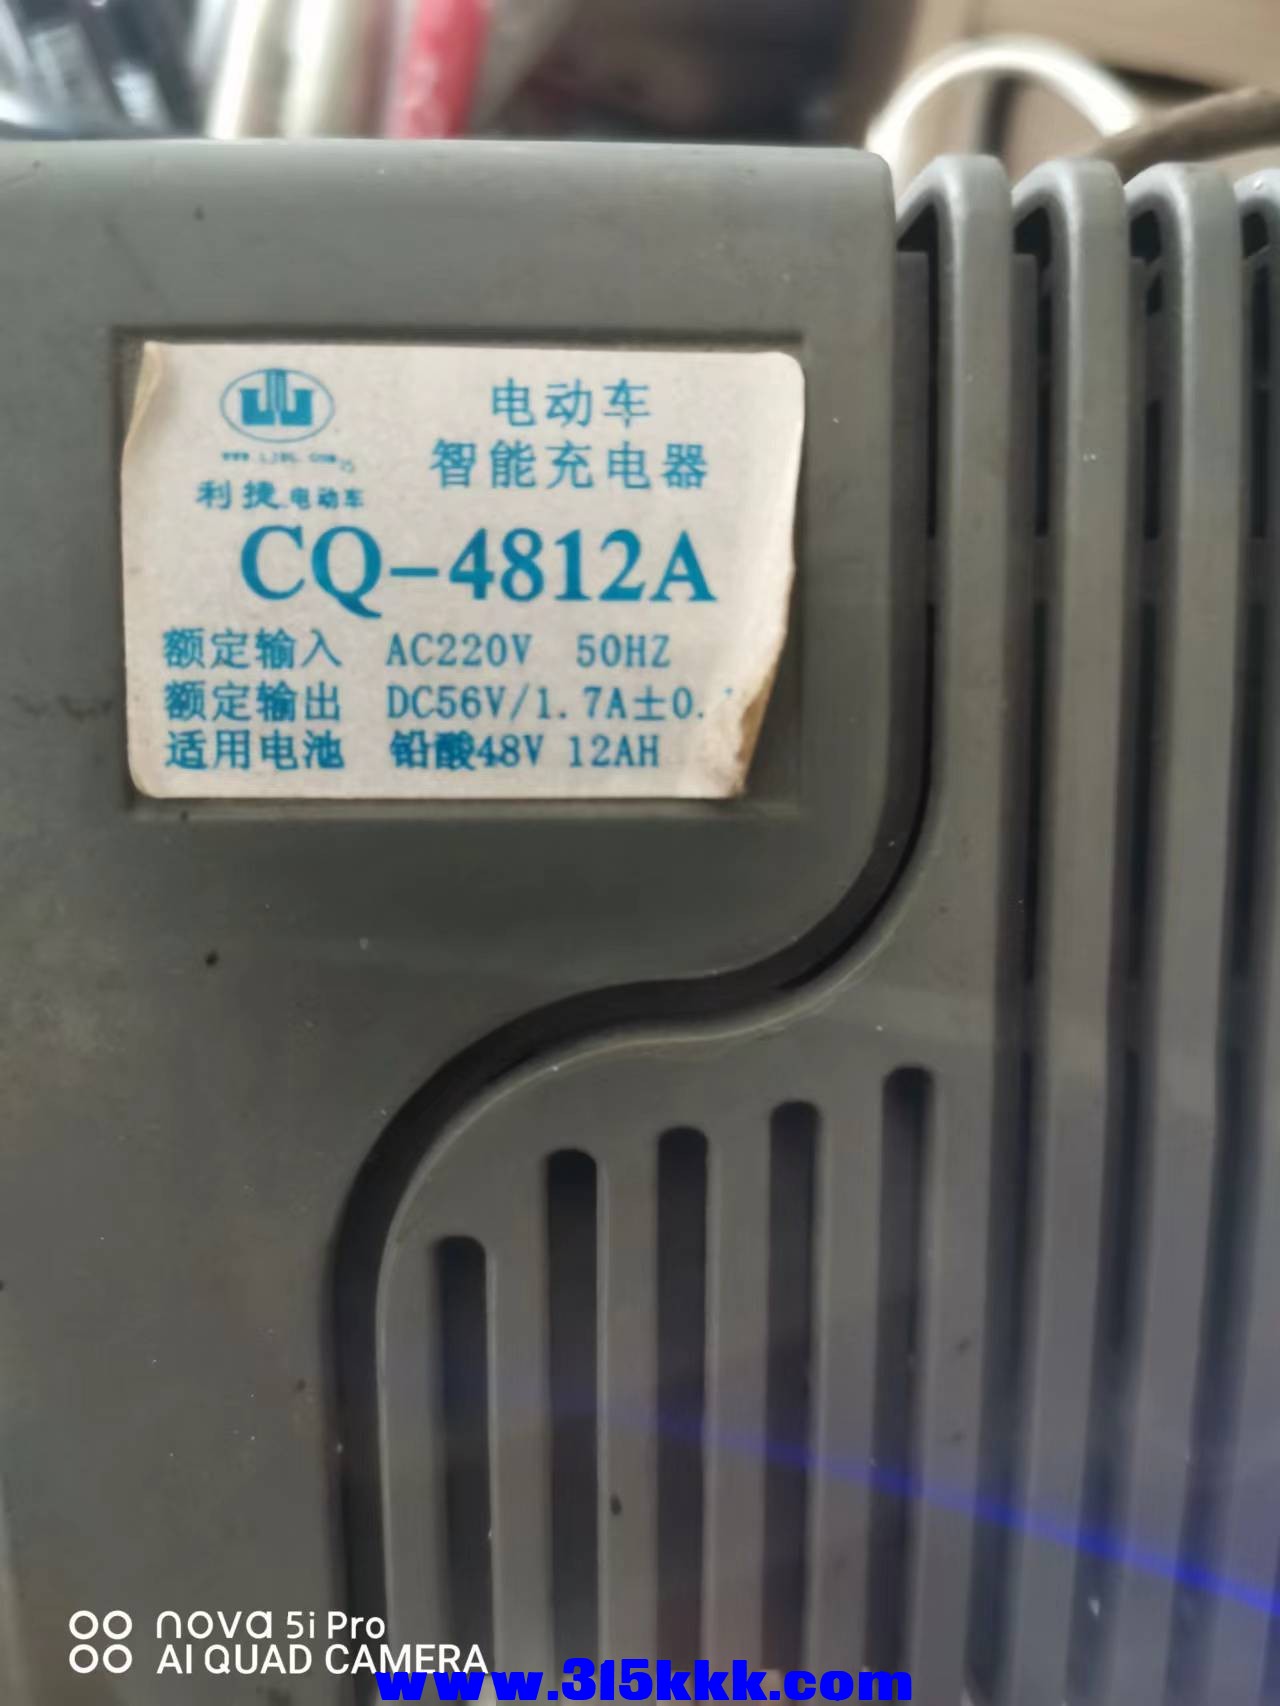 电动车
智能充电器
利捷电动车
CQ-4812A
额定输入 AC220V 50HZ
额定输出 DC56V/1.7A±0.
适用电池 铅酸48V 12AH
nova 5i Pro
AI QUAD CAMERA
www.315kkk.com